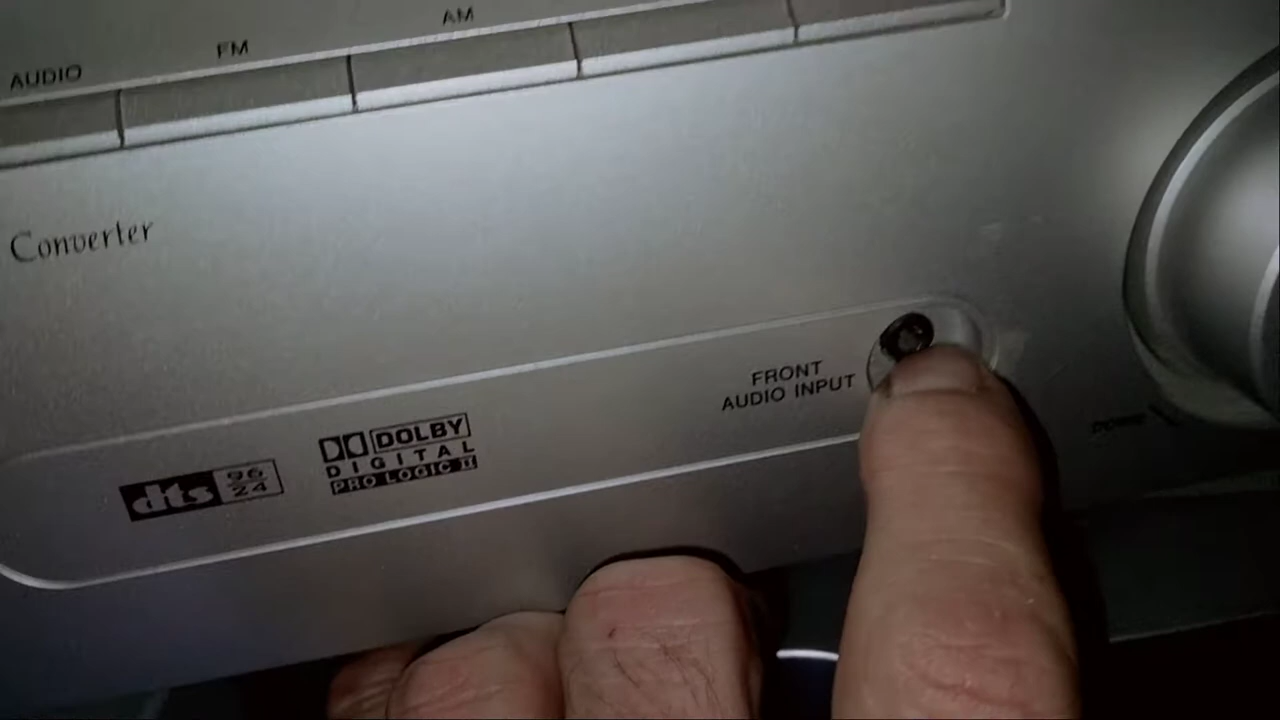 AM
FM
AUDIO
Converter
FRONT
AUDIO INPUT
dts 96
24
DOLBY
DIGITAL
PRO LOGIC II